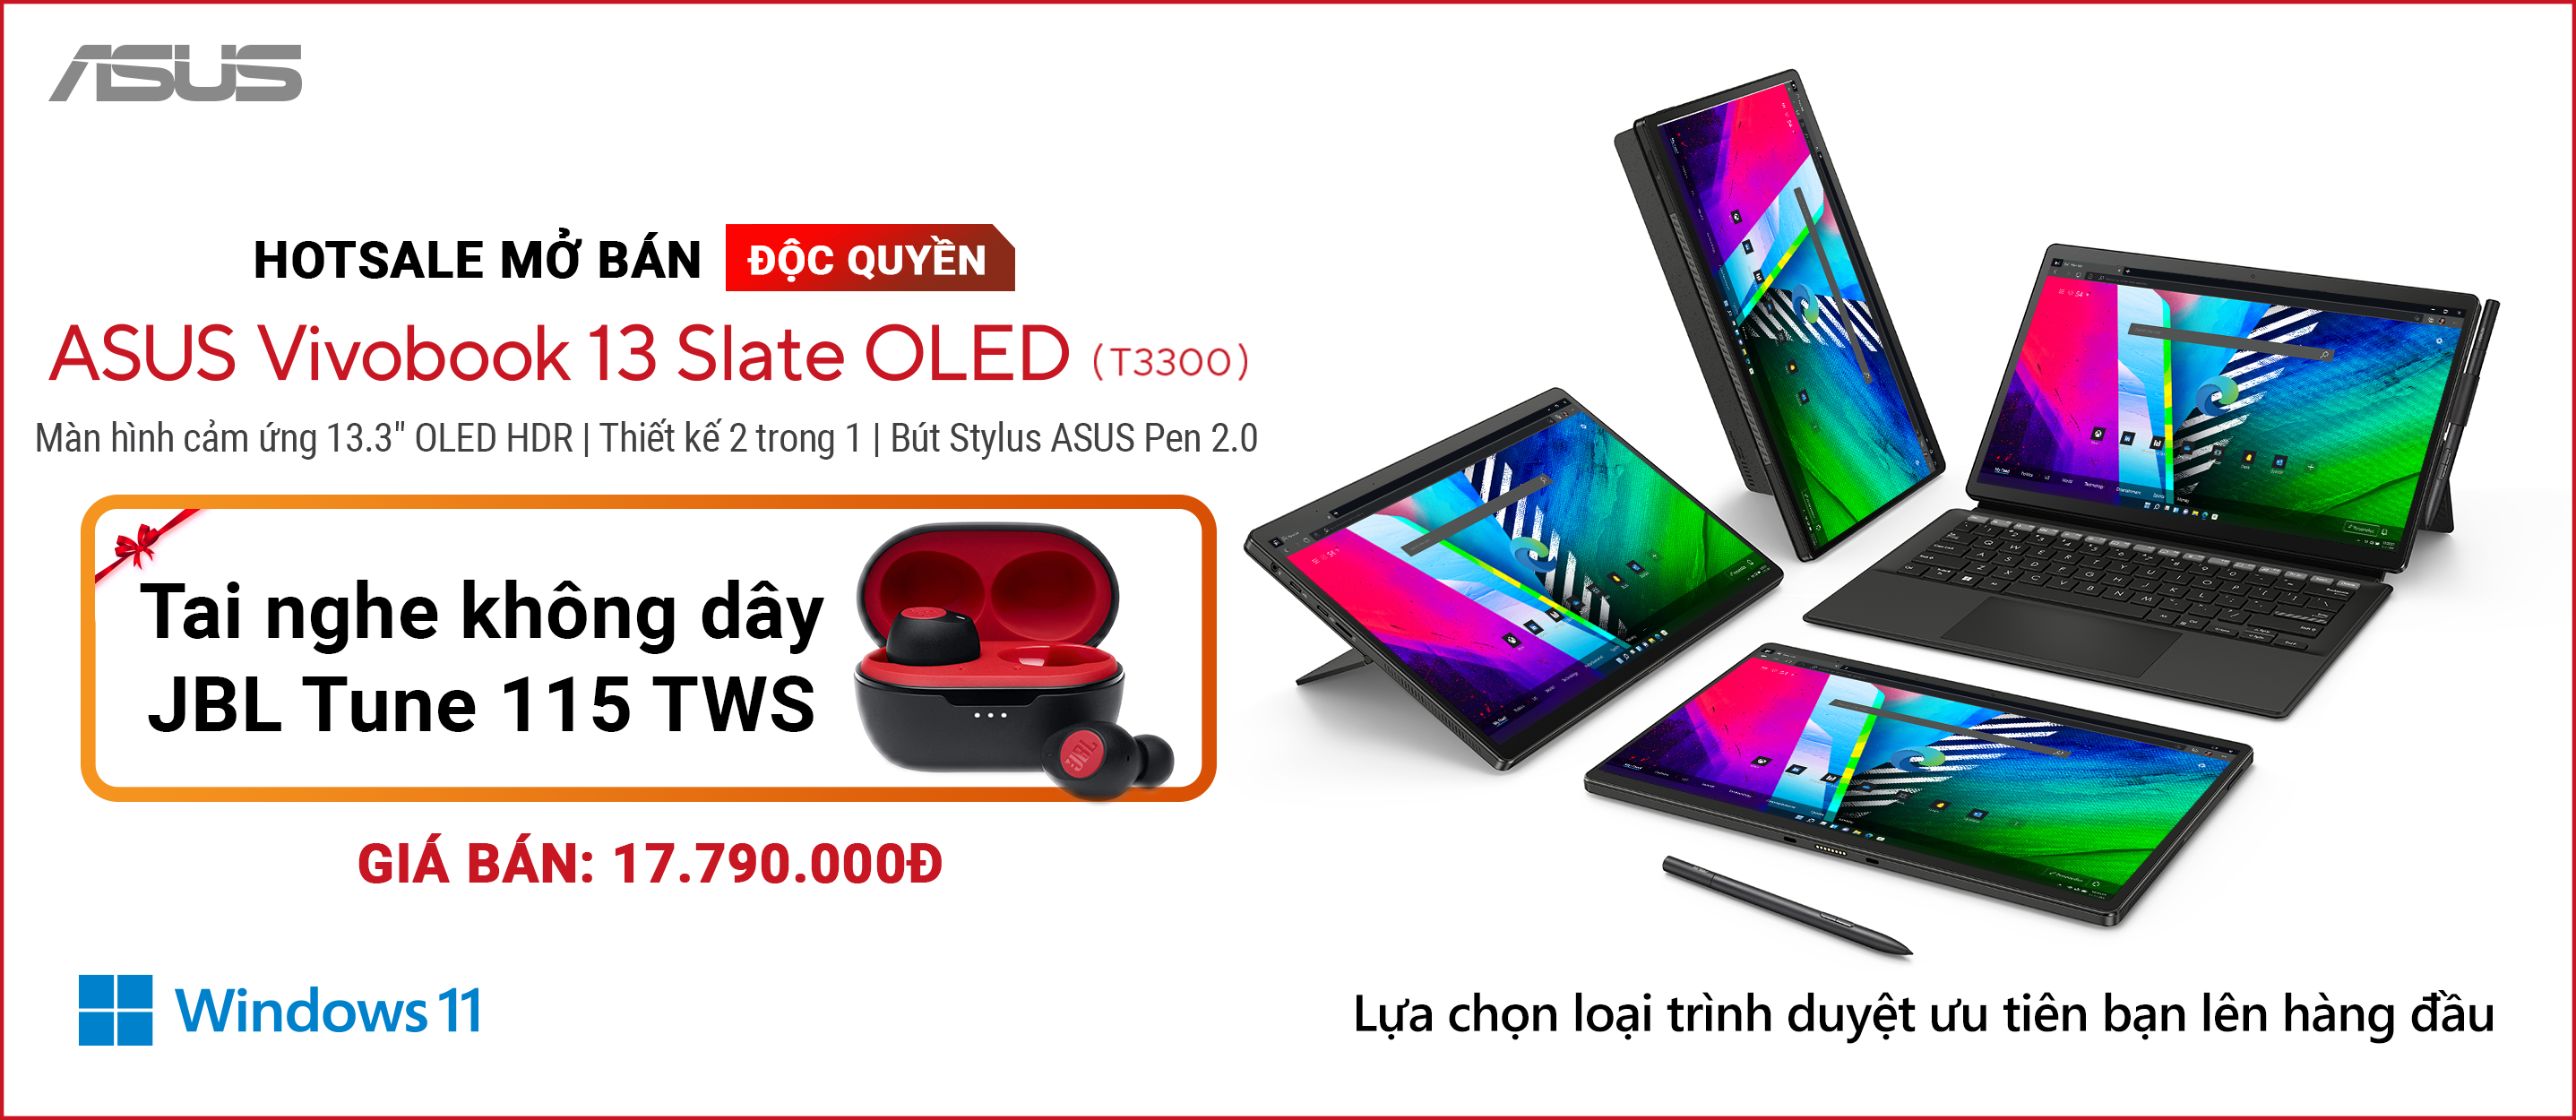 ASUS
HOTSALE MỞ BÁN ĐỘC QUYỀN
ASUS Vivobook 13 Slate OLED (T3300)
Màn hình cảm ứng 13.3" OLED HDR | Thiết kế 2 trong 1 | Bút Stylus ASUS Pen 2.0
Tai nghe không dây
JBL Tune 115 TWS
JBL
GIÁ BÁN: 17.790.000Đ
Windows 11
Lựa chọn loại trình duyệt ưu tiên bạn lên hàng đầu